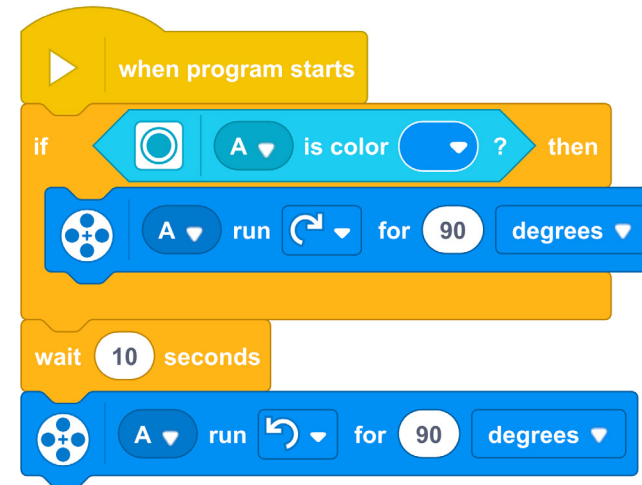 when program starts
if A is color ? then
A run for 90 degrees
wait 10 seconds
A run for 90 degrees